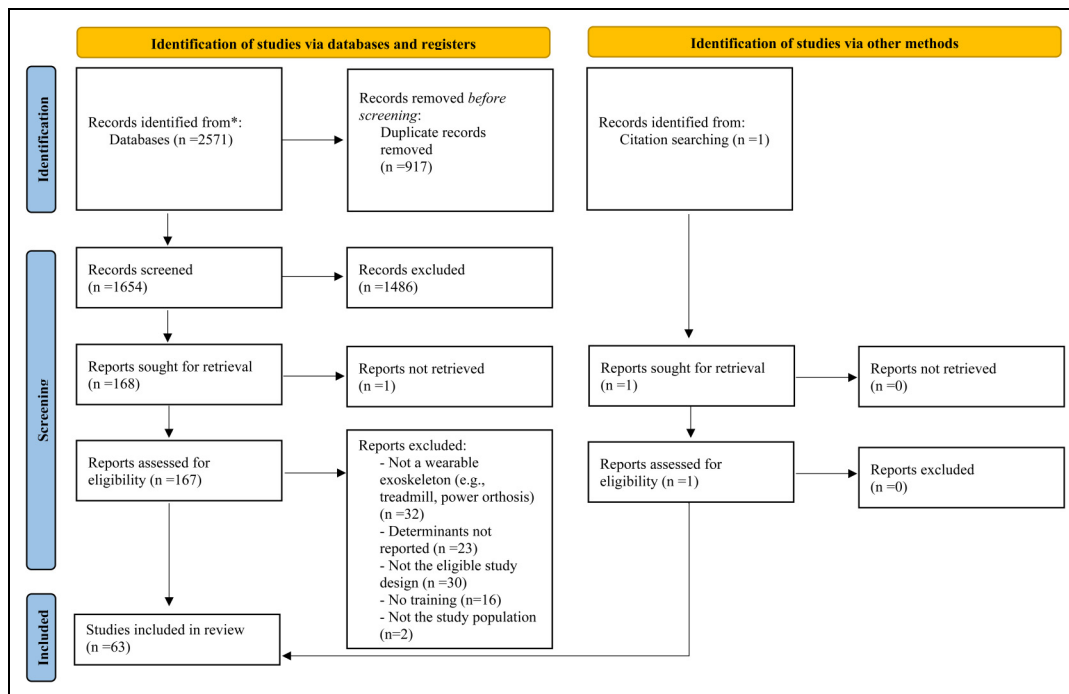 Identification of studies via databases and registers
Identification of studies via other methods
Identification
Records identified from*:
Databases (n =2571)
Records removed before
screening:
Duplicate records
removed
(n =917)
Records identified from:
Citation searching (n =1)
Screening
Records screened
(n =1654)
Records excluded
(n =1486)
Reports sought for retrieval
(n =168)
Reports not retrieved
(n =1)
Reports sought for retrieval
(n =1)
Reports not retrieved
(n =0)
Reports assessed for
eligibility (n =167)
Reports excluded:
- Not a wearable
exoskeleton (e.g.,
treadmill, power orthosis)
(n =32)
- Determinants not
reported (n =23)
- Not the eligible study
design (n =30)
- No training (n=16)
- Not the study population
(n=2)
Reports assessed for
eligibility (n =1)
Reports excluded
(n =0)
Included
Studies included in review
(n =63)